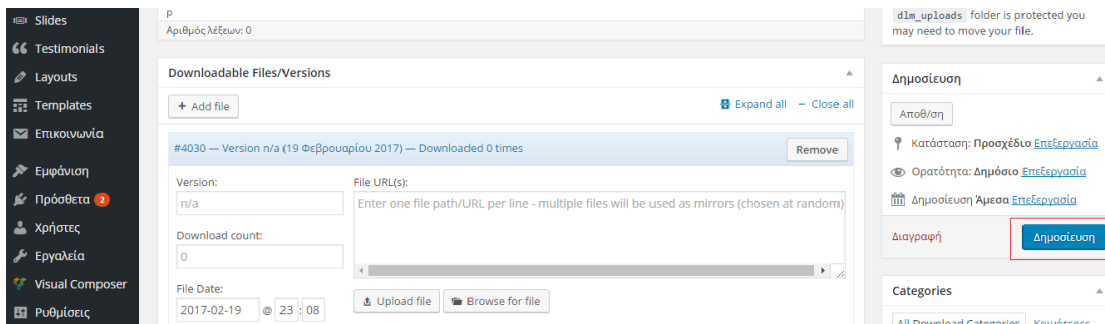 Slides
Testimonials
Layouts
Templates
Επικοινωνία
Εμφάνιση
Πρόσθετα 2
Χρήστες
Εργαλεία
Visual Composer
Ρυθμίσεις
p
Αριθμός λέξεων: 0
Downloadable Files/Versions
+ Add file
Expand all − Close all
#4030 — Version n/a (19 Φεβρουαρίου 2017) — Downloaded 0 times
Remove
Version:
n/a
Download count:
0
File Date:
2017-02-19 @ 23 : 08
File URL(s):
Enter one file path/URL per line - multiple files will be used as mirrors (chosen at random)
Upload file
Browse for file
dlm_uploads folder is protected you
may need to move your file.
Δημοσίευση
Αποθ/ση
Κατάσταση: Προσχέδιο Επεξεργασία
Ορατότητα: Δημόσιο Επεξεργασία
Δημοσίευση Άμεσα Επεξεργασία
Διαγραφή
Δημοσίευση
Categories
All Download Categories Κοινότερες